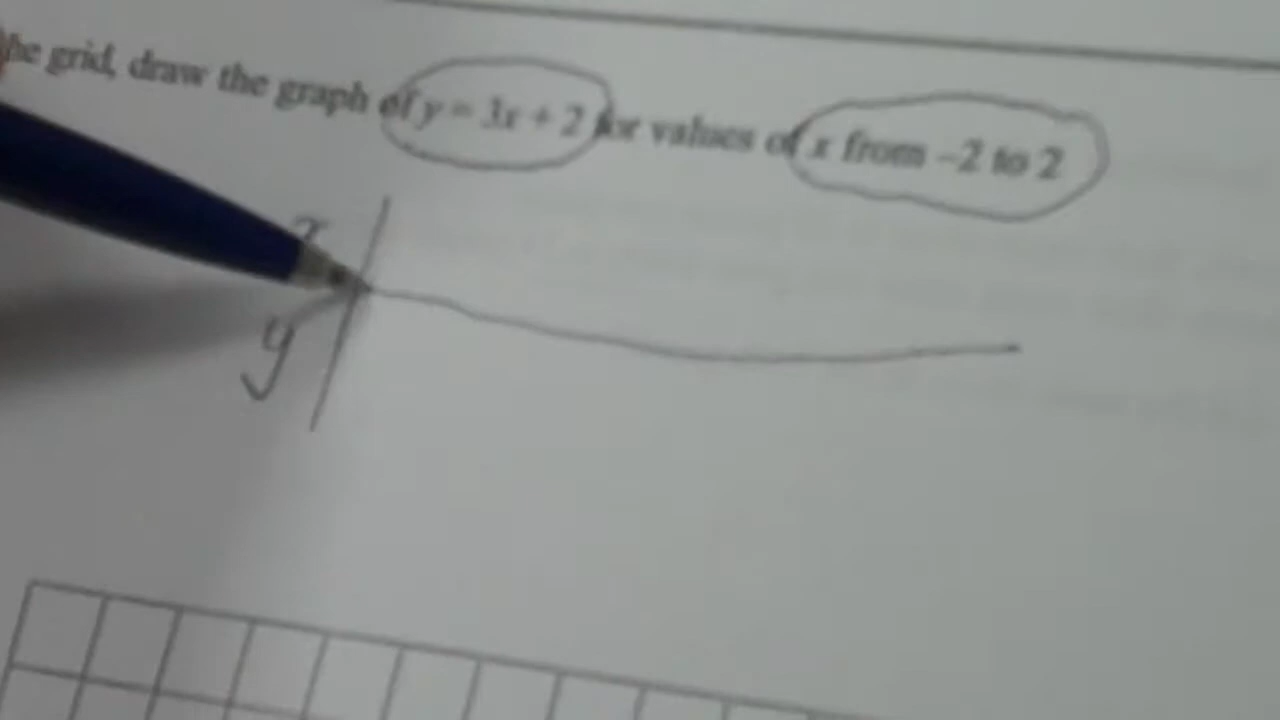 he grid, draw the graph of y = 3x + 2 for values of x from –2 to 2
x
y